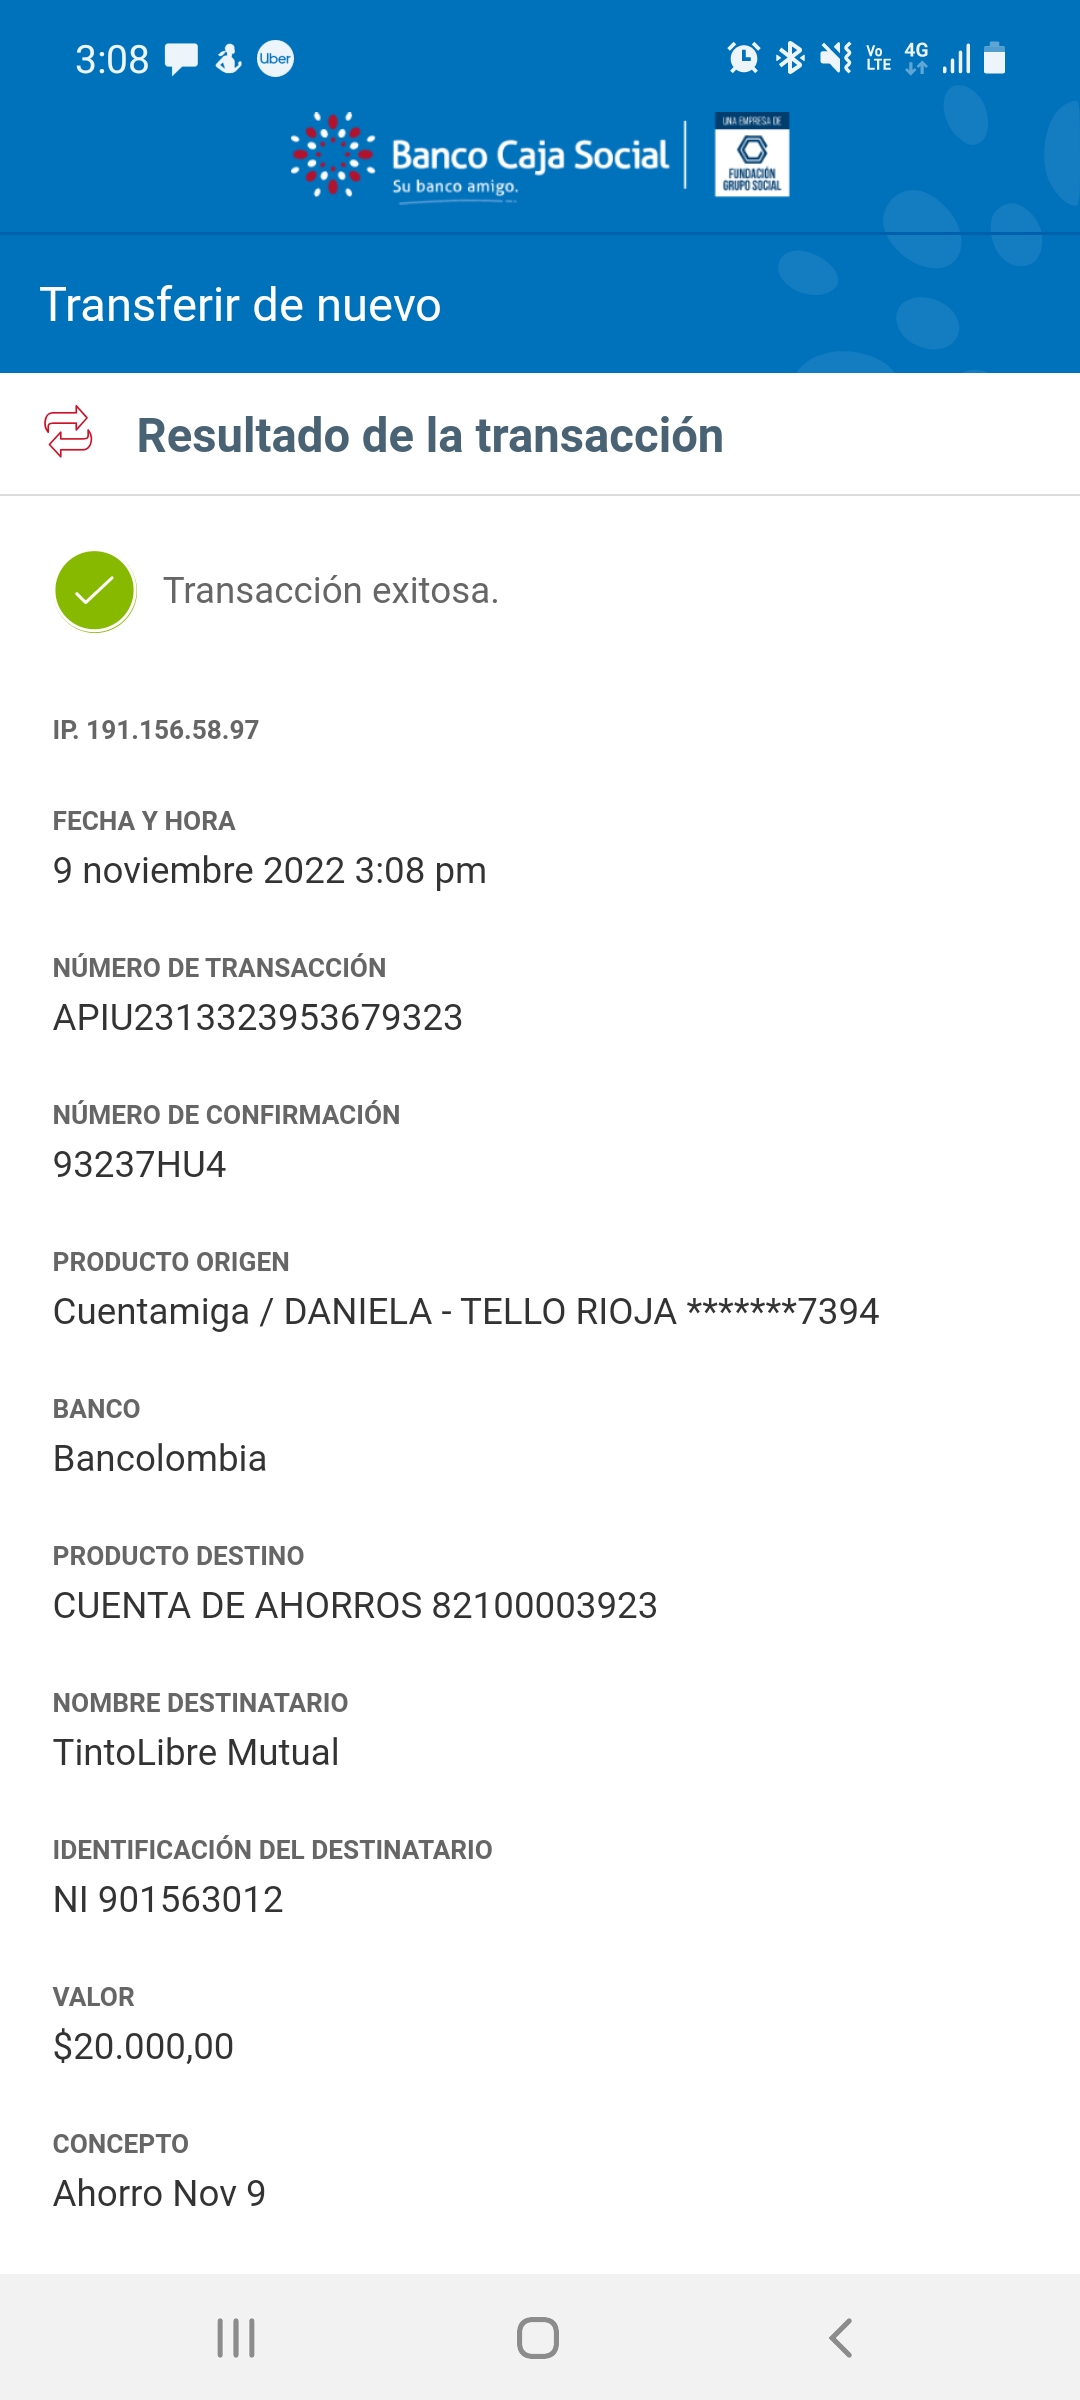 3:08
Uber
Vo
LTE
4G
Banco Caja Social
Su banco amigo.
UNA EMPRESA DE
FUNDACIÓN
GRUPO SOCIAL
Transferir de nuevo
Resultado de la transacción
Transacción exitosa.
IP. 191.156.58.97
FECHA Y HORA
9 noviembre 2022 3:08 pm
NÚMERO DE TRANSACCIÓN
APIU2313323953679323
NÚMERO DE CONFIRMACIÓN
93237HU4
PRODUCTO ORIGEN
Cuentamiga / DANIELA - TELLO RIOJA *******7394
BANCO
Bancolombia
PRODUCTO DESTINO
CUENTA DE AHORROS 82100003923
NOMBRE DESTINATARIO
TintoLibre Mutual
IDENTIFICACIÓN DEL DESTINATARIO
NI 901563012
VALOR
$20.000,00
CONCEPTO
Ahorro Nov 9